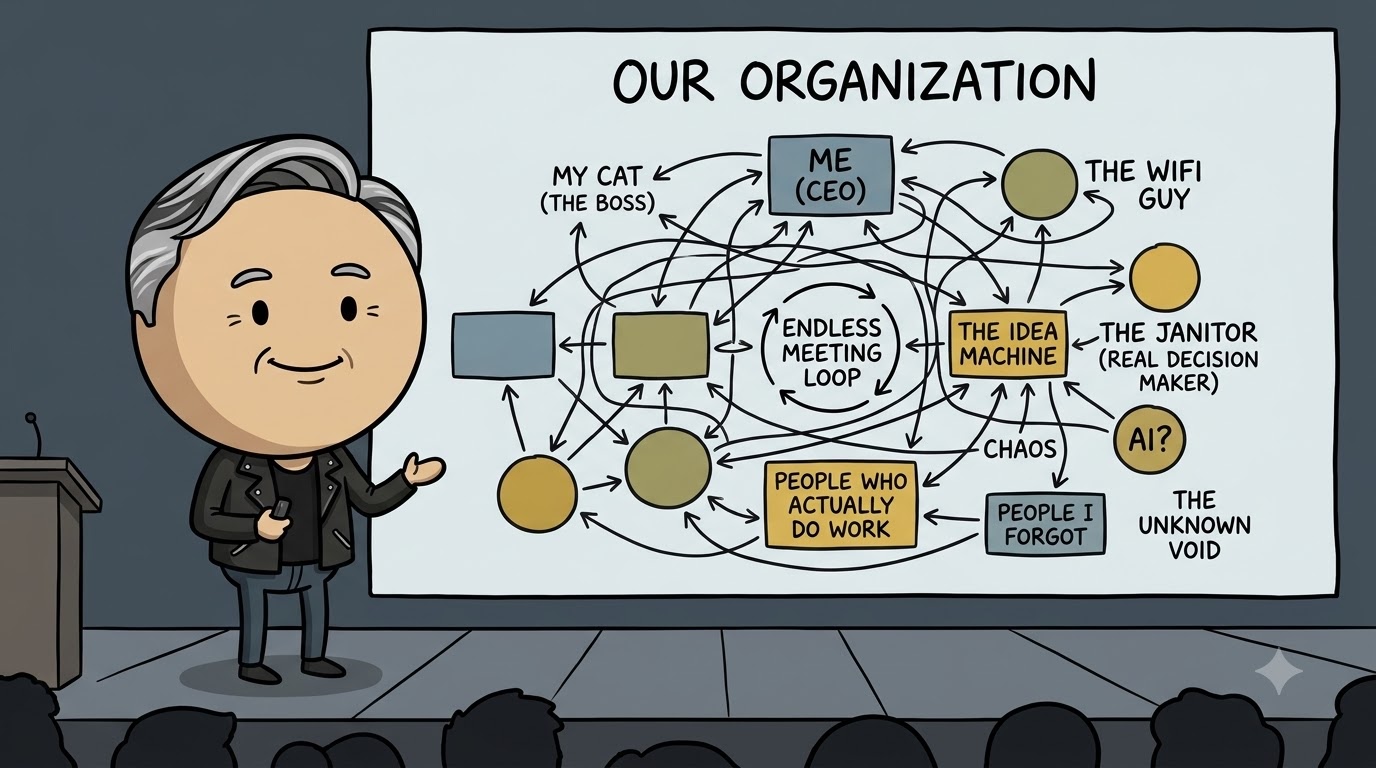 OUR ORGANIZATION
MY CAT
(THE BOSS)
ME
(CEO)
THE WIFI
GUY
ENDLESS
MEETING
LOOP
THE IDEA
MACHINE
THE JANITOR
(REAL DECISION
MAKER)
AI?
CHAOS
PEOPLE WHO
ACTUALLY
DO WORK
PEOPLE I
FORGOT
THE
UNKNOWN
VOID